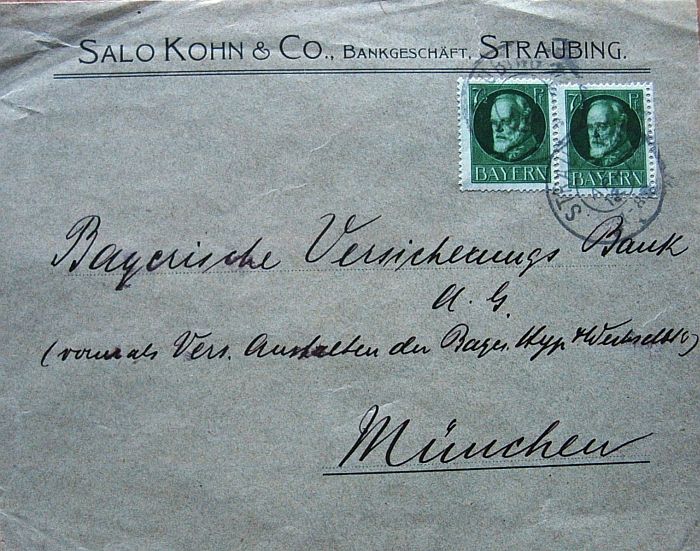 SALO KOHN & CO., BANKGESCHÄFT, STRAUBING.
7½ Pf. 7½ Pf.
BAYERN BAYERN
STRAUBING
Bayerische Versicherungs Bank
A. G.
(vormals Vers. Anstalten der Bayer. Hyp. & Wechselbk)
München